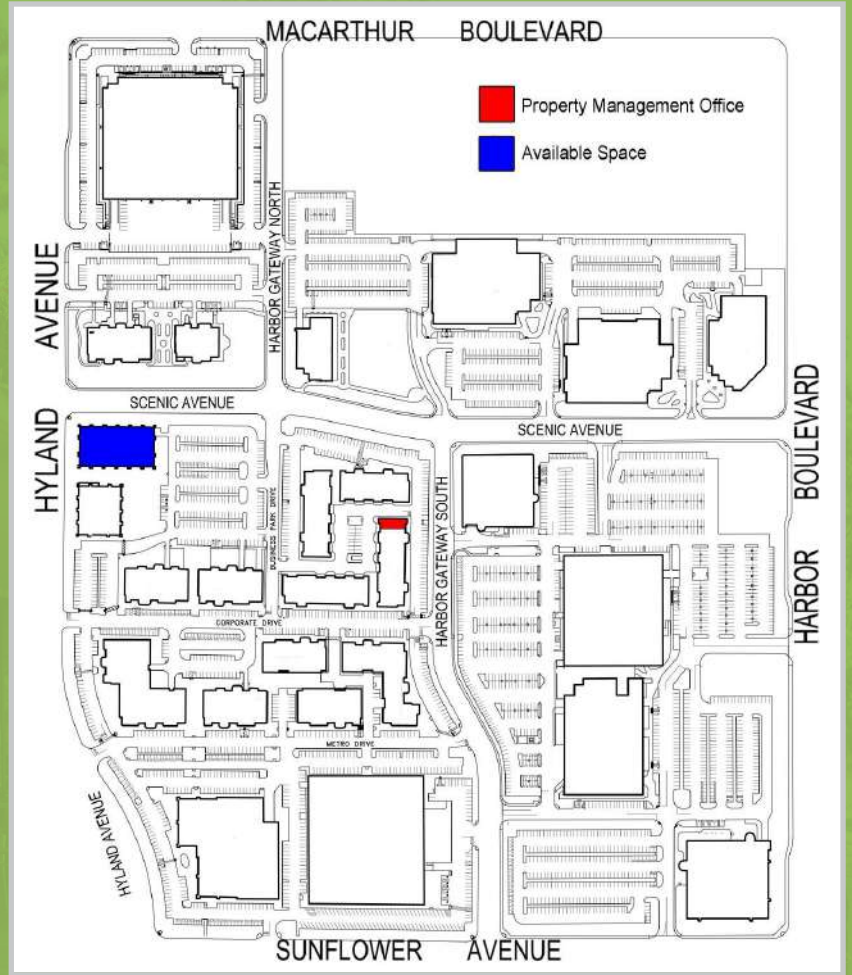 MACARTHUR BOULEVARD
Property Management Office
Available Space
HYLAND AVENUE
HARBOR GATEWAY NORTH
SCENIC AVENUE
SCENIC AVENUE
HARBOR BOULEVARD
BUSINESS PARK DRIVE
HARBOR GATEWAY SOUTH
CORPORATE DRIVE
METRO DRIVE
HYLAND AVENUE
SUNFLOWER AVENUE